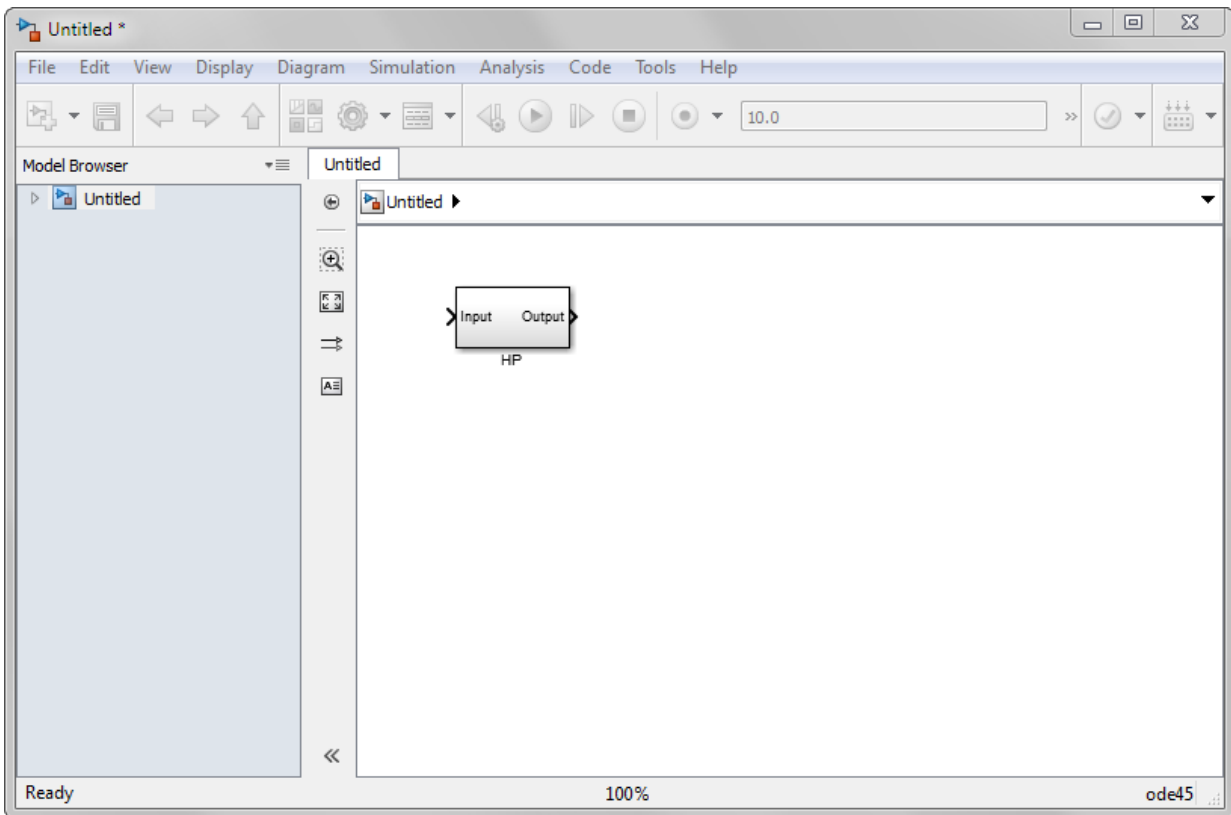 Untitled *
File Edit View Display Diagram Simulation Analysis Code Tools Help
10.0
Model Browser
Untitled
Untitled
Untitled
Input Output
HP
Ready 100% ode45